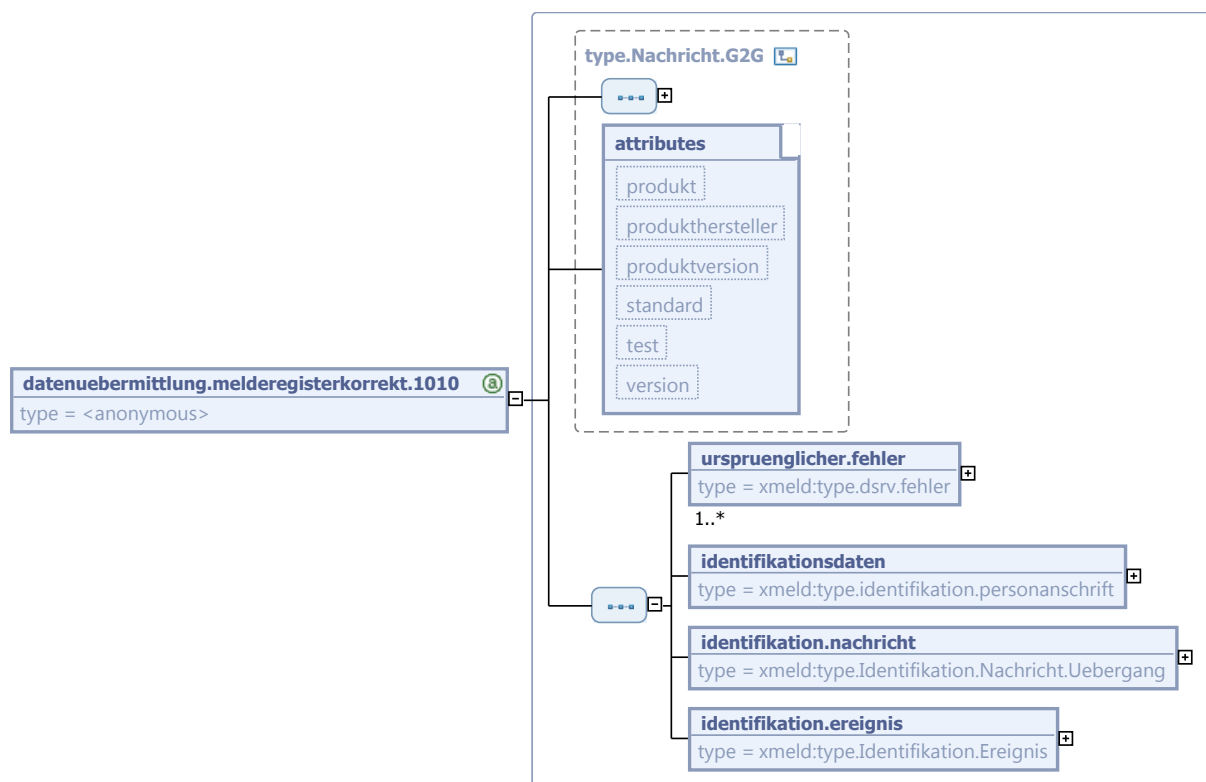 type.Nachricht.G2G
attributes
produkt
produkthersteller
produktversion
standard
test
version
datenuebermittlung.melderegisterkorrekt.1010
type = <anonymous>
urspruenglicher.fehler
type = xmeld:type.dsrv.fehler
1..*
identifikationsdaten
type = xmeld:type.identifikation.personanschrift
identifikation.nachricht
type = xmeld:type.Identifikation.Nachricht.Uebergang
identifikation.ereignis
type = xmeld:type.Identifikation.Ereignis